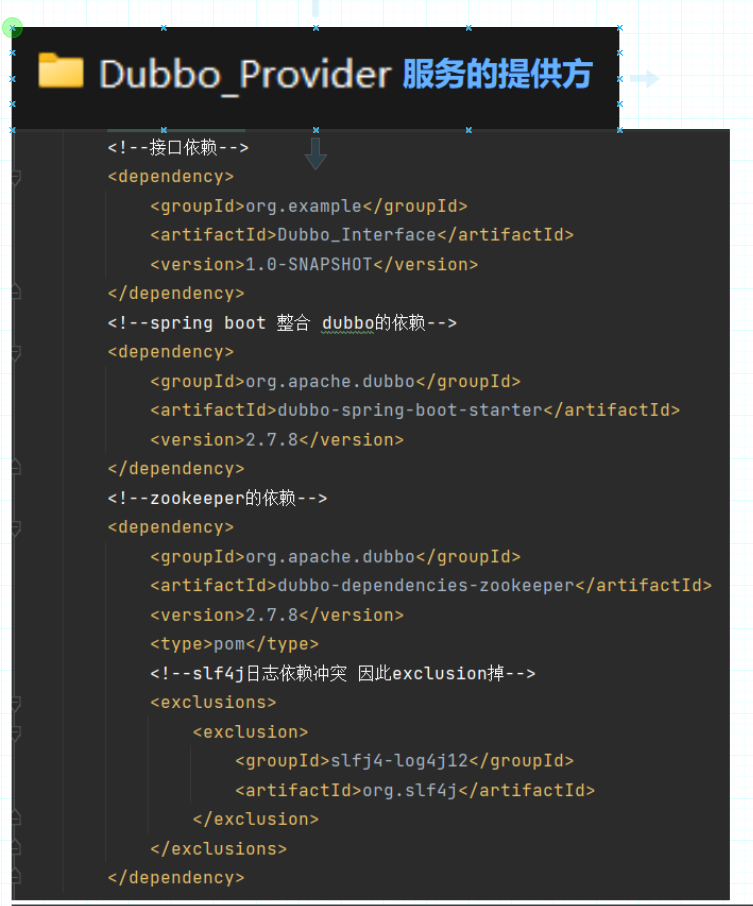 Dubbo_Provider 服务的提供方
<!--接口依赖-->
<dependency>
<groupId>org.example</groupId>
<artifactId>Dubbo_Interface</artifactId>
<version>1.0-SNAPSHOT</version>
</dependency>
<!--spring boot 整合 dubbo的依赖-->
<dependency>
<groupId>org.apache.dubbo</groupId>
<artifactId>dubbo-spring-boot-starter</artifactId>
<version>2.7.8</version>
</dependency>
<!--zookeeper的依赖-->
<dependency>
<groupId>org.apache.dubbo</groupId>
<artifactId>dubbo-dependencies-zookeeper</artifactId>
<version>2.7.8</version>
<type>pom</type>
<!--slf4j日志依赖冲突 因此exclusion掉-->
<exclusions>
<exclusion>
<groupId>slfj4-log4j12</groupId>
<artifactId>org.slf4j</artifactId>
</exclusion>
</exclusions>
</dependency>